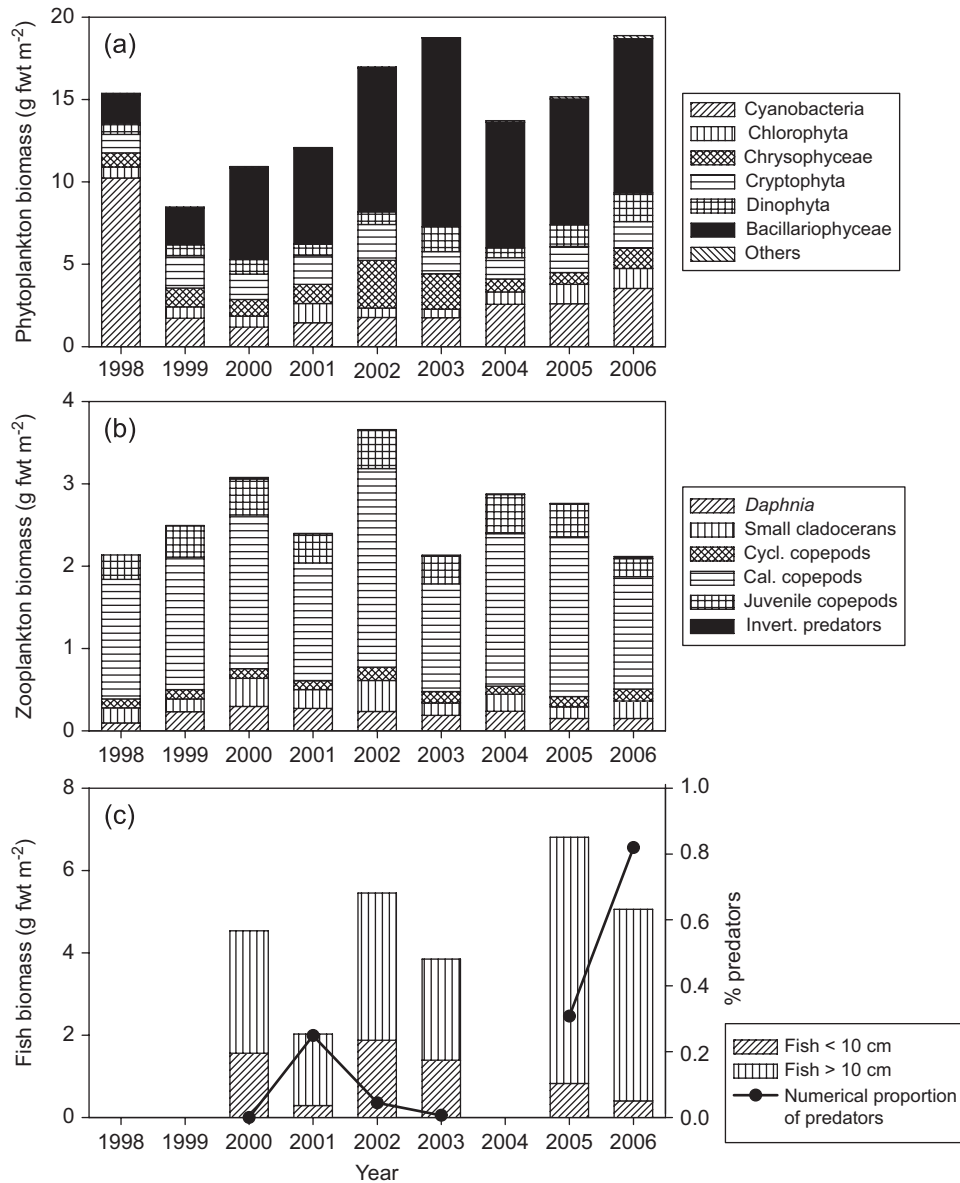 (a)
Phytoplankton biomass (g fwt m-2)
20
15
10
5
0
1998 1999 2000 2001 2002 2003 2004 2005 2006
Cyanobacteria
Chlorophyta
Chrysophyceae
Cryptophyta
Dinophyta
Bacillariophyceae
Others
(b)
Zooplankton biomass (g fwt m-2)
4
3
2
1
0
1998 1999 2000 2001 2002 2003 2004 2005 2006
Daphnia
Small cladocerans
Cycl. copepods
Cal. copepods
Juvenile copepods
Invert. predators
(c)
Fish biomass (g fwt m-2)
8
6
4
2
0
1.0
0.8
0.6
0.4
0.2
0.0
% predators
1998 1999 2000 2001 2002 2003 2004 2005 2006
Year
Fish < 10 cm
Fish > 10 cm
Numerical proportion
of predators